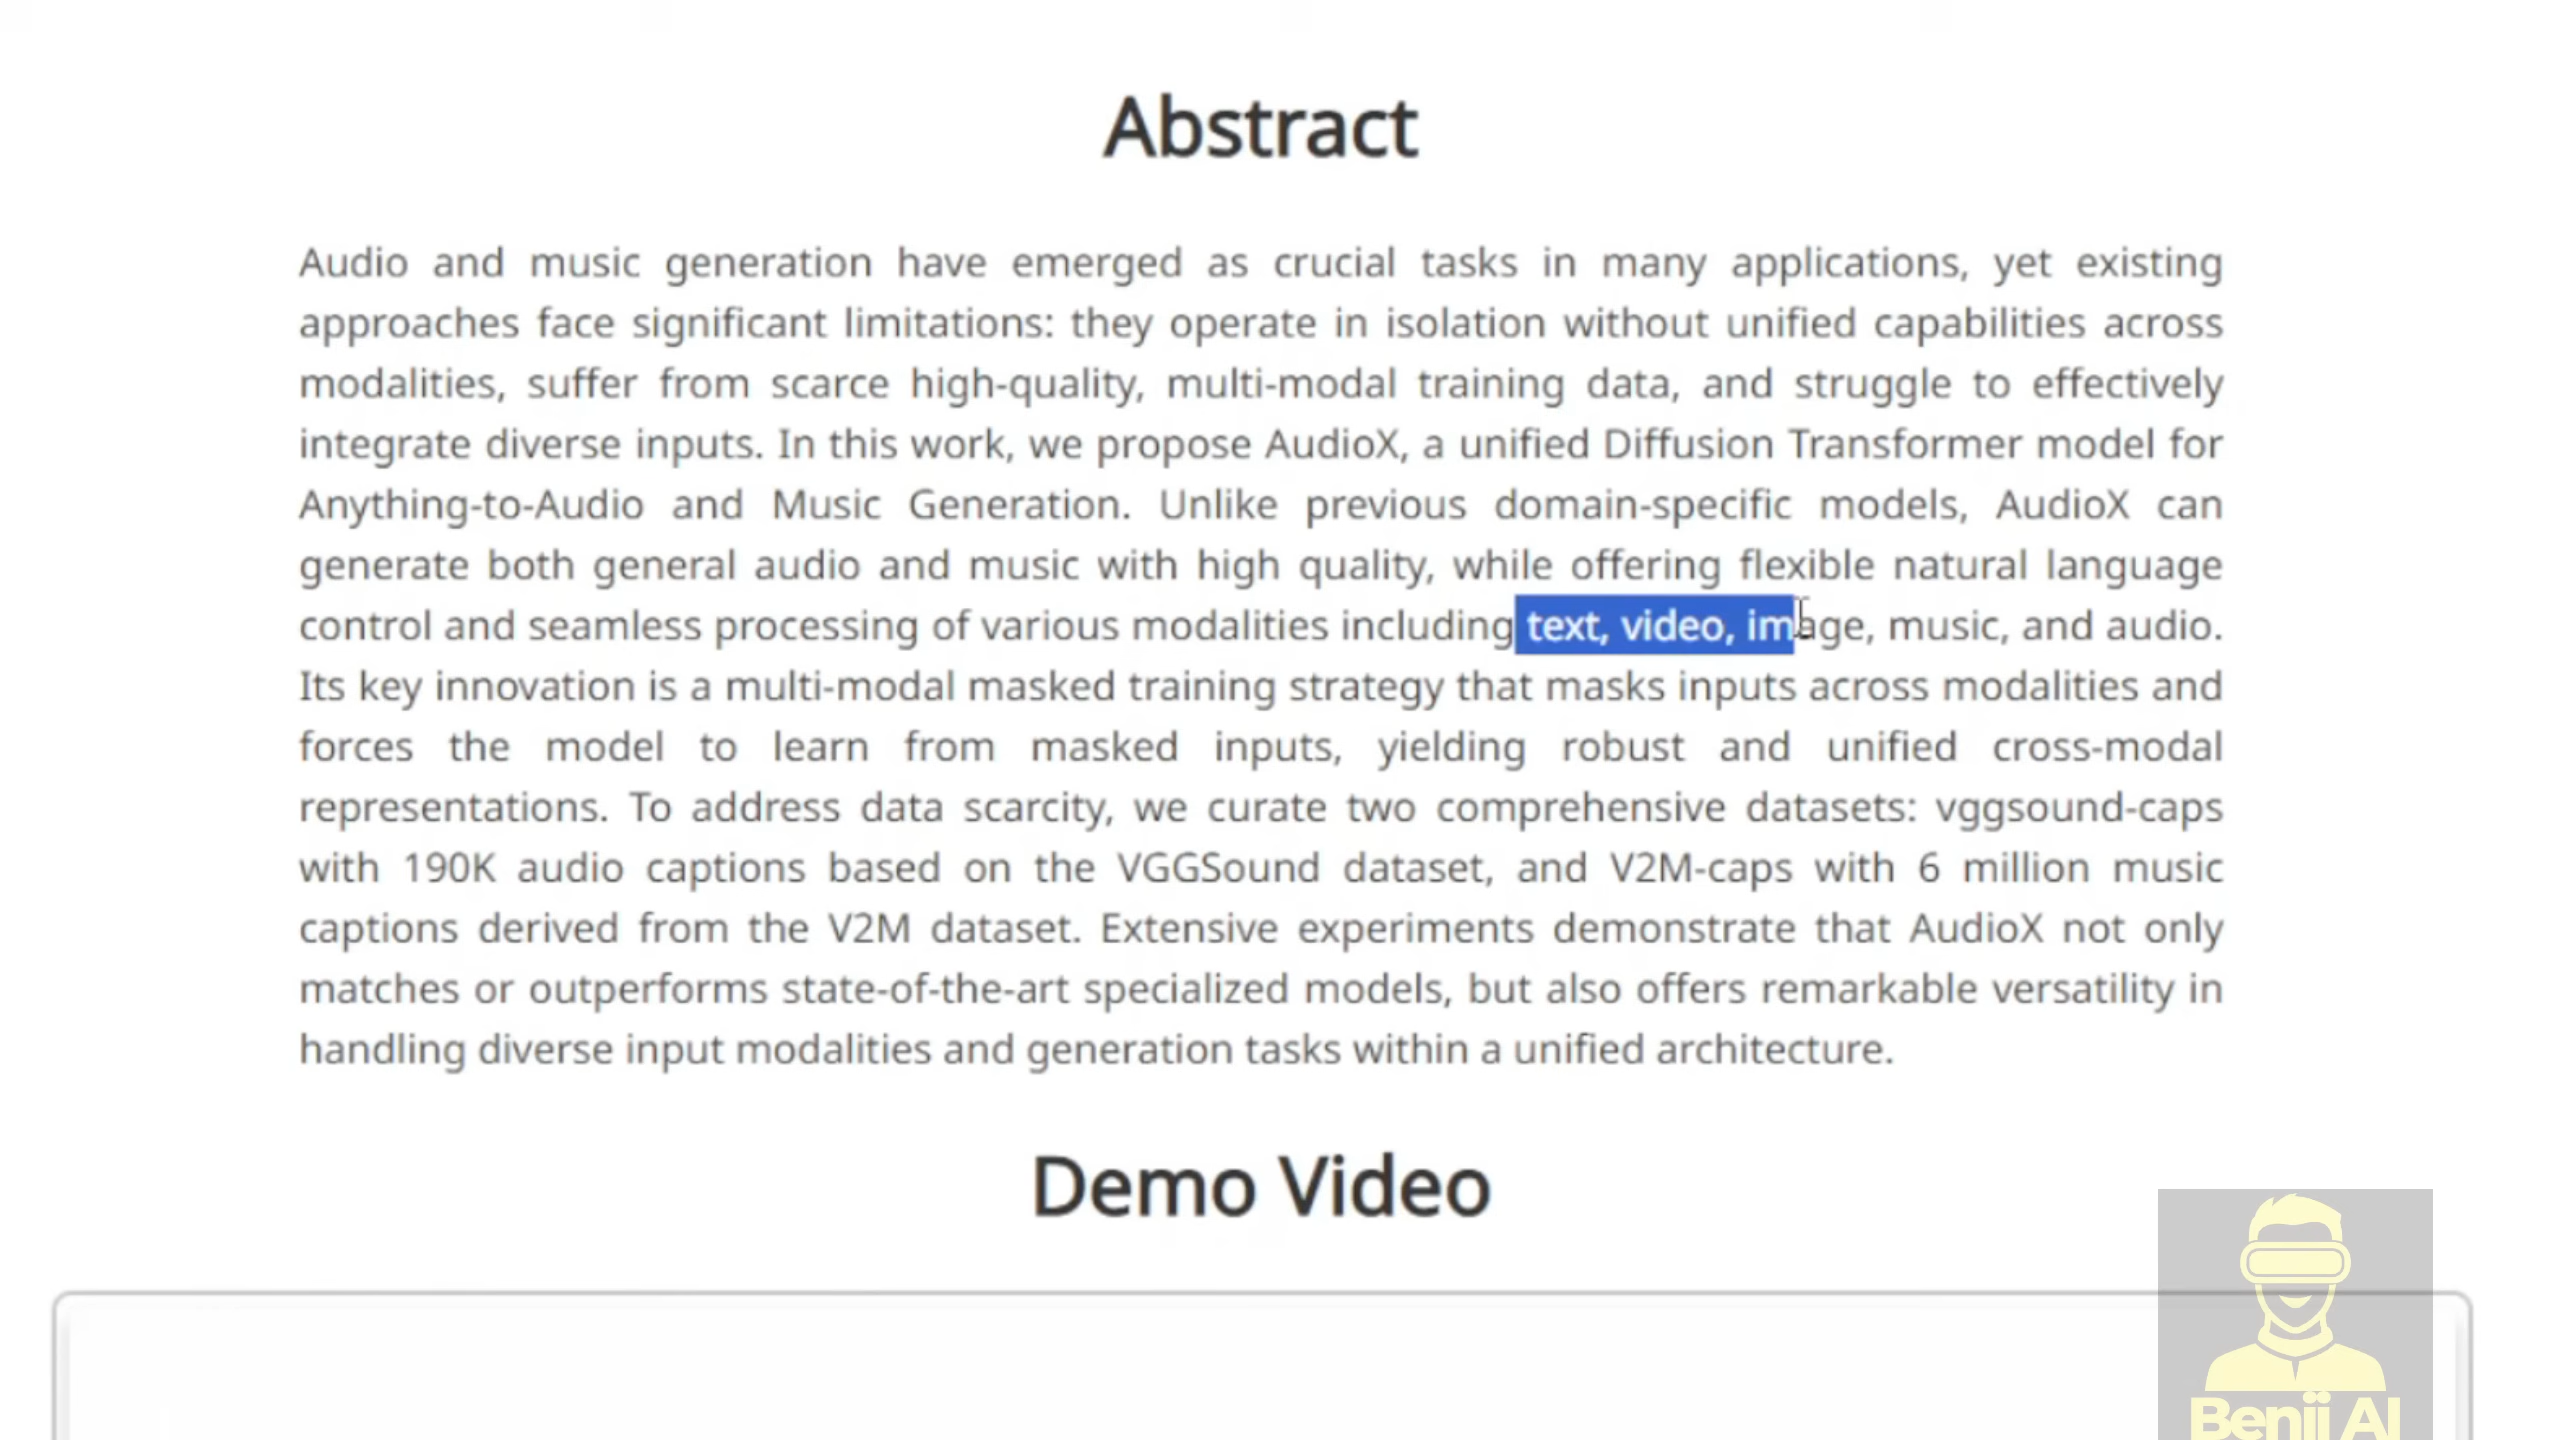 Abstract
Audio and music generation have emerged as crucial tasks in many applications, yet existing
approaches face significant limitations: they operate in isolation without unified capabilities across
modalities, suffer from scarce high-quality, multi-modal training data, and struggle to effectively
integrate diverse inputs. In this work, we propose AudioX, a unified Diffusion Transformer model for
Anything-to-Audio and Music Generation. Unlike previous domain-specific models, AudioX can
generate both general audio and music with high quality, while offering flexible natural language
control and seamless processing of various modalities including text, video, image, music, and audio.
Its key innovation is a multi-modal masked training strategy that masks inputs across modalities and
forces the model to learn from masked inputs, yielding robust and unified cross-modal
representations. To address data scarcity, we curate two comprehensive datasets: vggsound-caps
with 190K audio captions based on the VGGSound dataset, and V2M-caps with 6 million music
captions derived from the V2M dataset. Extensive experiments demonstrate that AudioX not only
matches or outperforms state-of-the-art specialized models, but also offers remarkable versatility in
handling diverse input modalities and generation tasks within a unified architecture.
Demo Video
Benji AI